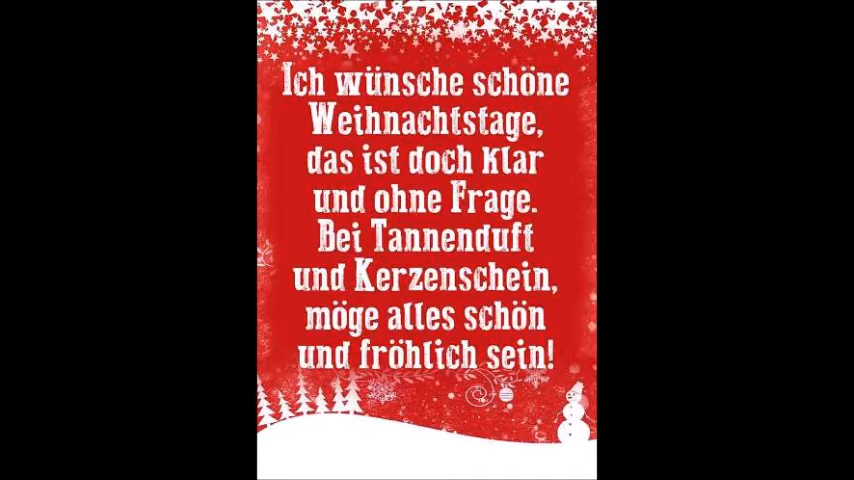 Ich wünsche schöne
Weihnachtstage,
das ist doch klar
und ohne Frage.
Bei Tannenduft
und Kerzenschein,
möge alles schön
und fröhlich sein!